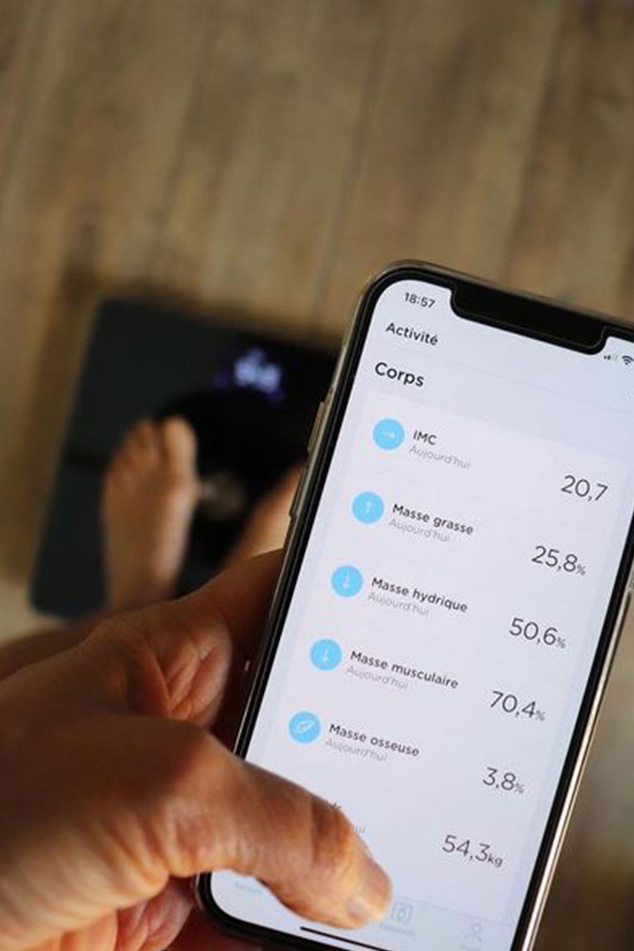 18:57
Activité
Corps
IMC
Aujourd'hui
20,7
Masse grasse
Aujourd'hui
25,8%
Masse hydrique
Aujourd'hui
50,6%
Masse musculaire
Aujourd'hui
70,4%
Masse osseuse
Aujourd'hui
3,8%
54,3kg